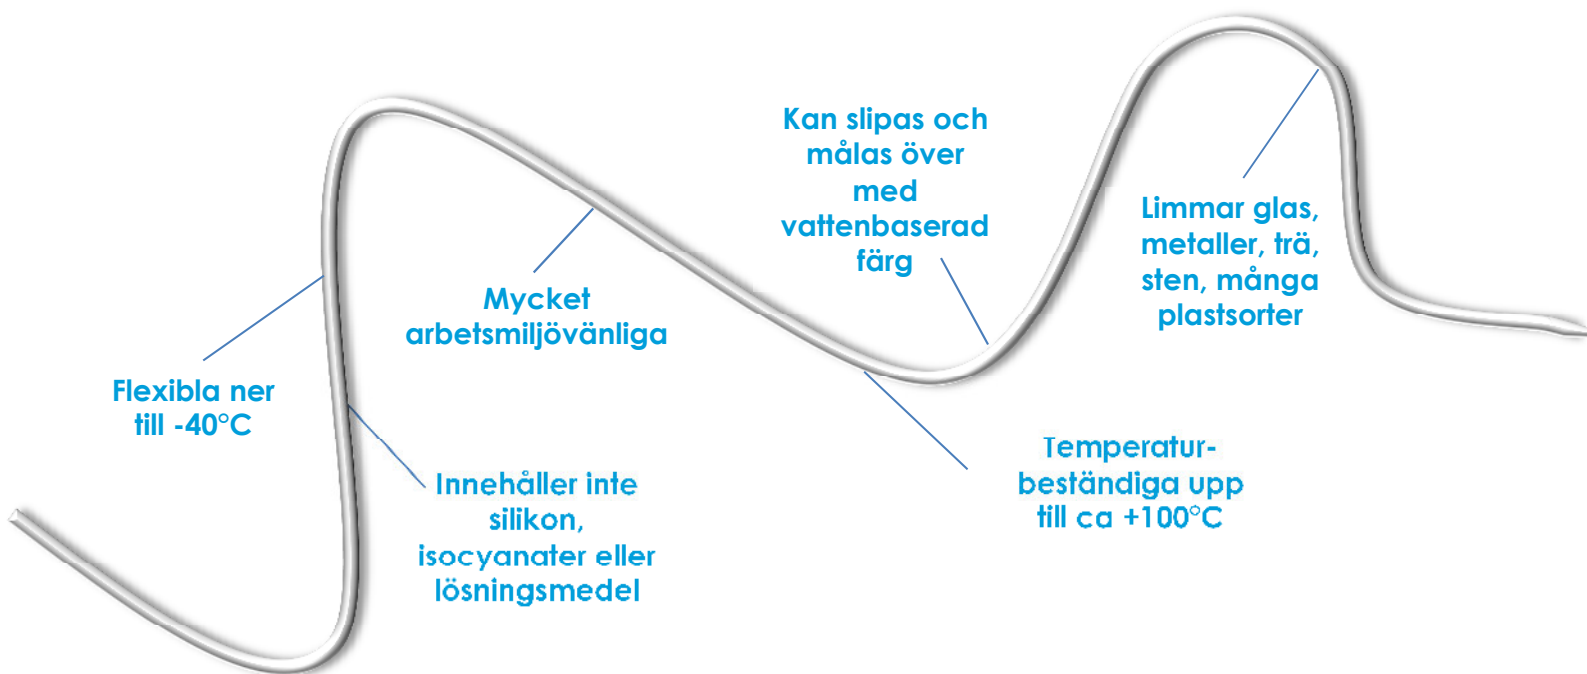 Flexibla ner
till -40°C
Innehåller inte
silikon,
isocyanater eller
lösningsmedel
Mycket
arbetsmiljövänliga
Kan slipas och
målas över
med
vattenbaserad
färg
Temperatur-
beständiga upp
till ca +100°C
Limmar glas,
metaller, trä,
sten, många
plastsorter